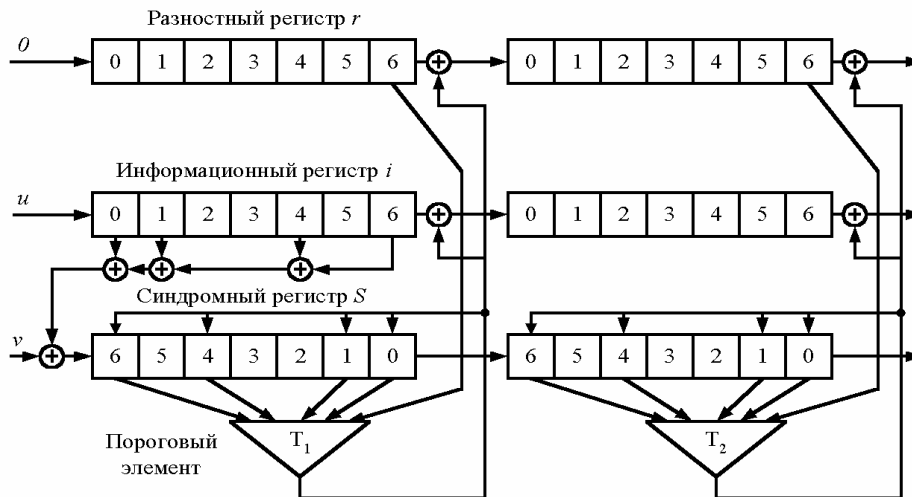 Разностный регистр r
0
0 1 2 3 4 5 6
0 1 2 3 4 5 6
Информационный регистр i
u
0 1 2 3 4 5 6
0 1 2 3 4 5 6
Синдромный регистр S
v
6 5 4 3 2 1 0
6 5 4 3 2 1 0
T1
T2
Пороговый
элемент